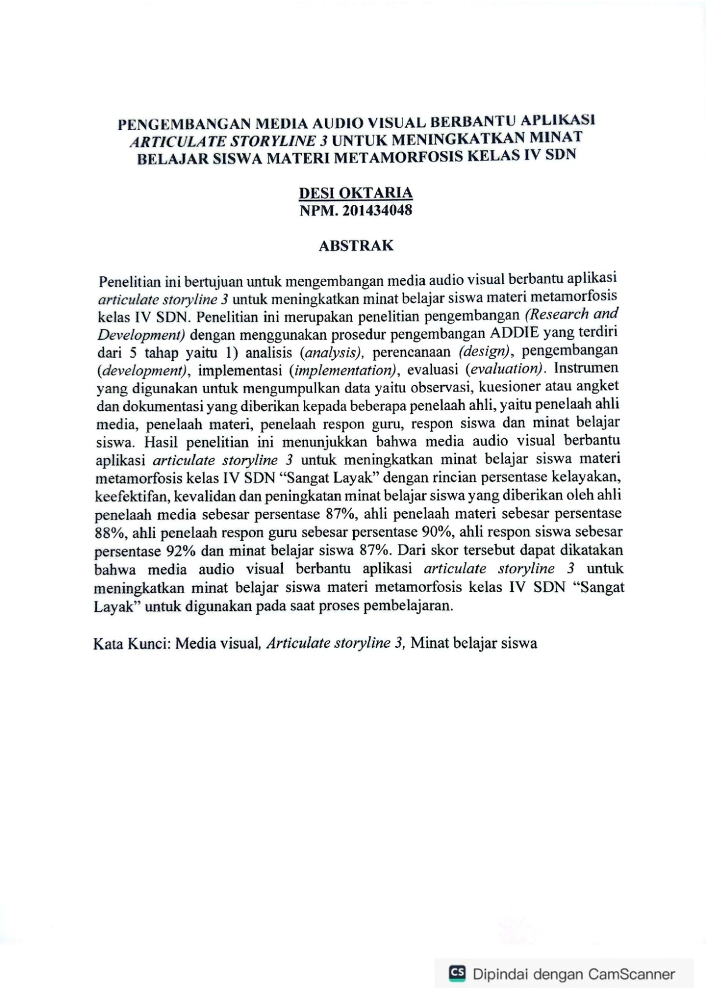 PENGEMBANGAN MEDIA AUDIO VISUAL BERBANTU APLIKASI
ARTICULATE STORYLINE 3 UNTUK MENINGKATKAN MINAT
BELAJAR SISWA MATERI METAMORFOSIS KELAS IV SDN
DESI OKTARIA
NPM. 201434048
ABSTRAK
Penelitian ini bertujuan untuk mengembangan media audio visual berbantu aplikasi
articulate storyline 3 untuk meningkatkan minat belajar siswa materi metamorfosis
kelas IV SDN. Penelitian ini merupakan penelitian pengembangan (Research and
Development) dengan menggunakan prosedur pengembangan ADDIE yang terdiri
dari 5 tahap yaitu 1) analisis (analysis), perencanaan (design), pengembangan
(development), implementasi (implementation), evaluasi (evaluation). Instrumen
yang digunakan untuk mengumpulkan data yaitu observasi, kuesioner atau angket
dan dokumentasi yang diberikan kepada beberapa penelaah ahli, yaitu penelaah ahli
media, penelaah materi, penelaah respon guru, respon siswa dan minat belajar
siswa. Hasil penelitian ini menunjukkan bahwa media audio visual berbantu
aplikasi articulate storyline 3 untuk meningkatkan minat belajar siswa materi
metamorfosis kelas IV SDN “Sangat Layak” dengan rincian persentase kelayakan,
keefektifan, kevalidan dan peningkatan minat belajar siswa yang diberikan oleh ahli
penelaah media sebesar persentase 87%, ahli penelaah materi sebesar persentase
88%, ahli penelaah respon guru sebesar persentase 90%, ahli respon siswa sebesar
persentase 92% dan minat belajar siswa 87%. Dari skor tersebut dapat dikatakan
bahwa media audio visual berbantu aplikasi articulate storyline 3 untuk
meningkatkan minat belajar siswa materi metamorfosis kelas IV SDN “Sangat
Layak” untuk digunakan pada saat proses pembelajaran.
Kata Kunci: Media visual, Articulate storyline 3, Minat belajar siswa
CS Dipindai dengan CamScanner